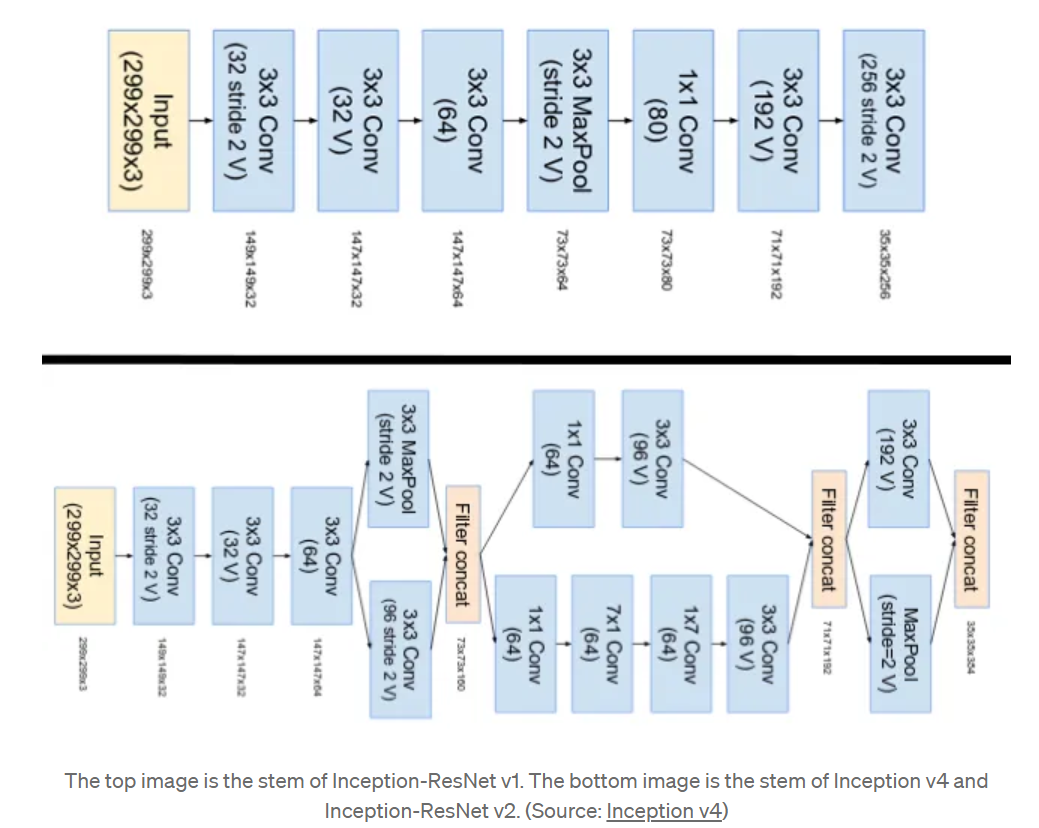 Input
(299x299x3)
3x3 Conv
(32 stride 2 V)
3x3 Conv
(32 V)
3x3 Conv
(64)
3x3 MaxPool
(stride 2 V)
1x1 Conv
(80)
3x3 Conv
(192 V)
3x3 Conv
(256 stride 2 V)
299x299x3
149x149x32
147x147x32
147x147x64
73x73x64
73x73x80
71x71x192
35x35x256
Input
(299x299x3)
3x3 Conv
(32 stride 2 V)
3x3 Conv
(32 V)
3x3 Conv
(64)
3x3 MaxPool
(stride 2 V)
3x3 Conv
(96 stride 2 V)
Filter concat
1x1 Conv
(64)
3x3 Conv
(96 V)
1x1 Conv
(64)
7x1 Conv
(64)
1x7 Conv
(64)
3x3 Conv
(96 V)
Filter concat
3x3 Conv
(192 V)
MaxPool
(stride=2 V)
Filter concat
299x299x3
149x149x32
147x147x32
147x147x64
73x73x160
71x71x192
35x35x384
The top image is the stem of Inception-ResNet v1. The bottom image is the stem of Inception v4 and
Inception-ResNet v2. (Source: Inception v4)